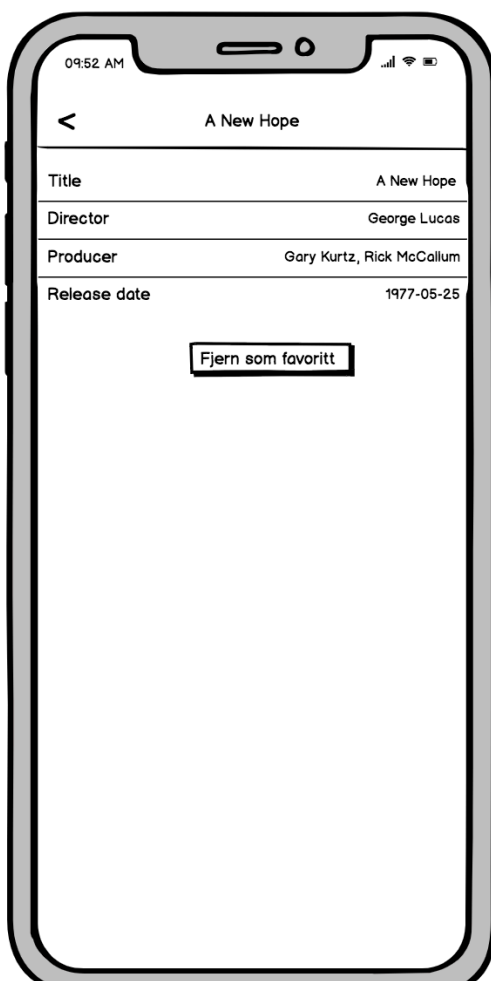 09:52 AM
< A New Hope
Title A New Hope
Director George Lucas
Producer Gary Kurtz, Rick McCallum
Release date 1977-05-25
Fjern som favoritt